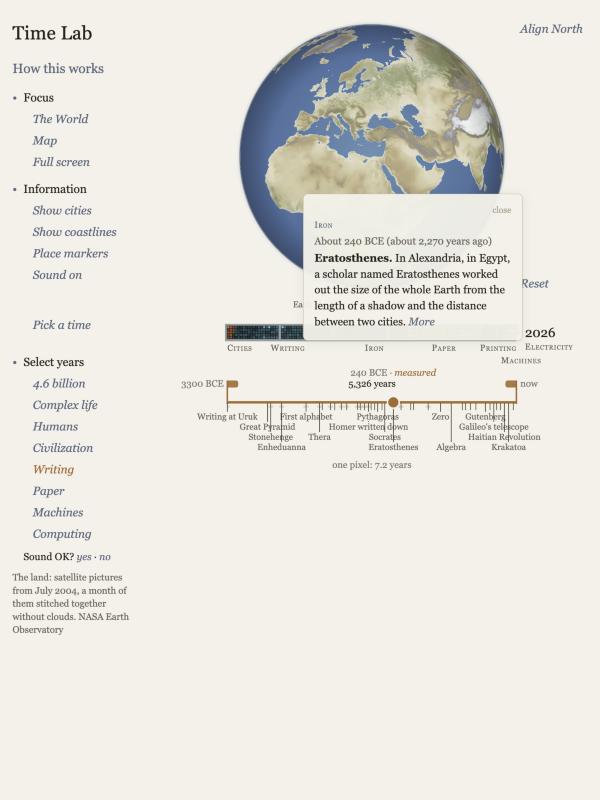 Time Lab
Align North
How this works
• Focus
The World
Map
Full screen
• Information
Show cities
Show coastlines
Place markers
Sound on
Pick a time
• Select years
4.6 billion
Complex life
Humans
Civilization
Writing
Paper
Machines
Computing
Sound OK? yes · no
The land: satellite pictures
from July 2004, a month of
them stitched together
without clouds. NASA Earth
Observatory
close
Iron
About 240 BCE (about 2,270 years ago)
Eratosthenes. In Alexandria, in Egypt,
a scholar named Eratosthenes worked
out the size of the whole Earth from the
length of a shadow and the distance
between two cities. More
Reset
Ea
2026
Cities Writing Iron Paper Printing Electricity
Machines
240 BCE · measured
3300 BCE 5,326 years now
Writing at Uruk First alphabet Pythagoras Zero Gutenberg
Great Pyramid Homer written down Galileo's telescope
Stonehenge Thera Socrates Haitian Revolution
Enheduanna Eratosthenes Algebra Krakatoa
one pixel: 7.2 years